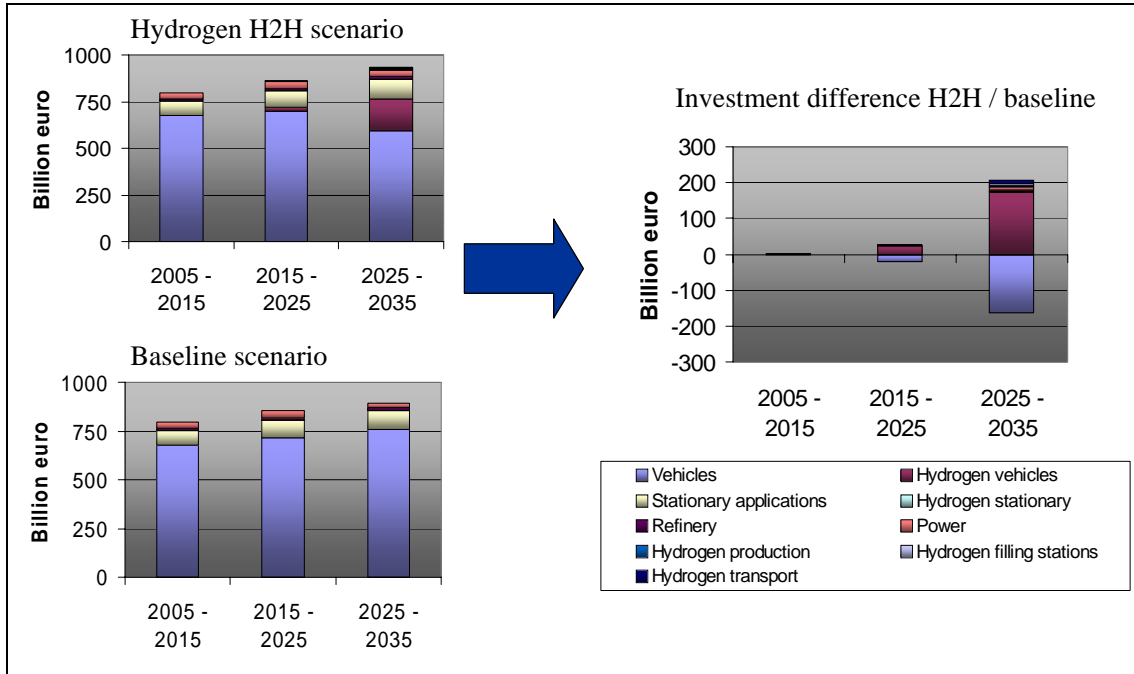 Hydrogen H2H scenario
1000
750
500
250
0
Billion euro
2005 - 2015 - 2025 -
2015 2025 2035
Baseline scenario
1000
750
500
250
0
Billion euro
2005 - 2015 - 2025 -
2015 2025 2035
Investment difference H2H / baseline
300
200
100
0
-100
-200
-300
Billion euro
2005 - 2015 - 2025 -
2015 2025 2035
Vehicles Hydrogen vehicles
Stationary applications Hydrogen stationary
Refinery Power
Hydrogen production Hydrogen filling stations
Hydrogen transport